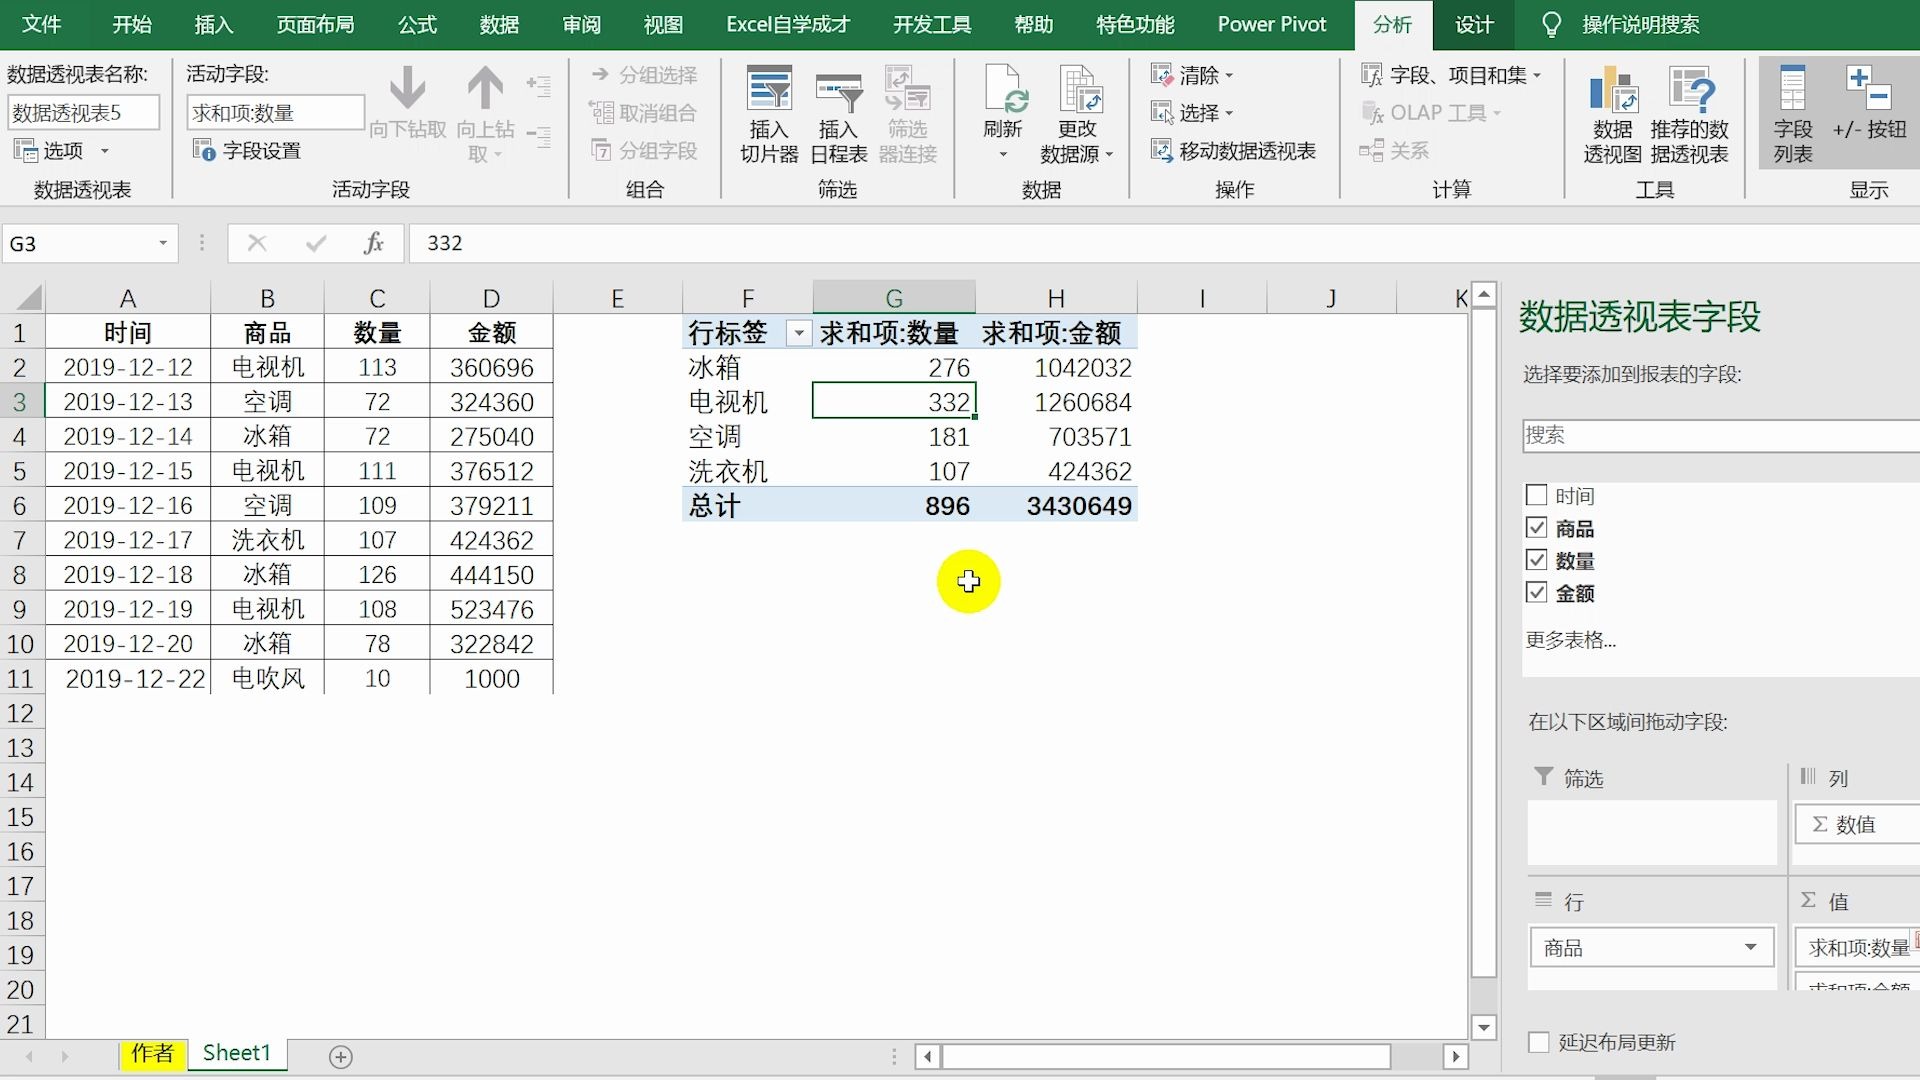 文件 开始 插入 页面布局 公式 数据 审阅 视图 Excel自学成才 开发工具 帮助 特色功能 Power Pivot 分析 设计 操作说明搜索
数据透视表名称: 活动字段: 分组选择 清除 字段、项目和集
数据透视表5 求和项:数量 取消组合 选择 OLAP 工具
选项 字段设置 向下钻取 向上钻取 分组字段 插入切片器 插入日程表 筛选器连接 刷新 更改数据源 移动数据透视表 关系 数据透视图 推荐的数据透视表 字段列表 +/- 按钮
数据透视表 活动字段 组合 筛选 数据 操作 计算 工具 显示
G3 fx 332
A B C D E F G H I J K
1 时间 商品 数量 金额 行标签 求和项:数量 求和项:金额
2 2019-12-12 电视机 113 360696 冰箱 276 1042032
3 2019-12-13 空调 72 324360 电视机 332 1260684
4 2019-12-14 冰箱 72 275040 空调 181 703571
5 2019-12-15 电视机 111 376512 洗衣机 107 424362
6 2019-12-16 空调 109 379211 总计 896 3430649
7 2019-12-17 洗衣机 107 424362
8 2019-12-18 冰箱 126 444150
9 2019-12-19 电视机 108 523476
10 2019-12-20 冰箱 78 322842
11 2019-12-22 电吹风 10 1000
12
13
14
15
16
17
18
19
20
21
作者 Sheet1
数据透视表字段
选择要添加到报表的字段:
搜索
时间
商品
数量
金额
更多表格...
在以下区域间拖动字段:
筛选 列
Σ 数值
行 Σ 值
商品 求和项:数量
求和项:金额
延迟布局更新